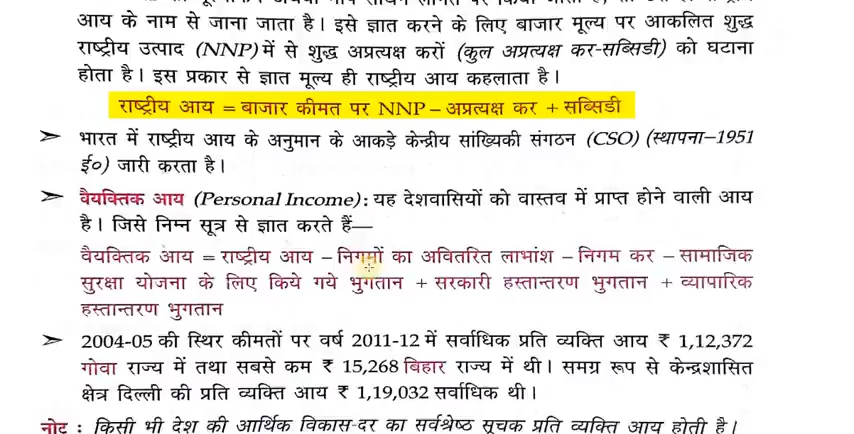 आय के नाम से जाना जाता है। इसे ज्ञात करने के लिए बाजार मूल्य पर आकलित शुद्ध
राष्ट्रीय उत्पाद (NNP) में से शुद्ध अप्रत्यक्ष करों (कुल अप्रत्यक्ष कर-सब्सिडी) को घटाना
होता है। इस प्रकार से ज्ञात मूल्य ही राष्ट्रीय आय कहलाता है।
राष्ट्रीय आय = बाजार कीमत पर NNP – अप्रत्यक्ष कर + सब्सिडी
➢ भारत में राष्ट्रीय आय के अनुमान के आकड़े केन्द्रीय सांख्यिकी संगठन (CSO) (स्थापना–1951
ई०) जारी करता है।
➢ वैयक्तिक आय (Personal Income): यह देशवासियों को वास्तव में प्राप्त होने वाली आय
है। जिसे निम्न सूत्र से ज्ञात करते हैं—
वैयक्तिक आय = राष्ट्रीय आय – निगमों का अवितरित लाभांश – निगम कर – सामाजिक
सुरक्षा योजना के लिए किये गये भुगतान + सरकारी हस्तान्तरण भुगतान + व्यापारिक
हस्तान्तरण भुगतान
➢ 2004-05 की स्थिर कीमतों पर वर्ष 2011-12 में सर्वाधिक प्रति व्यक्ति आय ₹ 1,12,372
गोवा राज्य में तथा सबसे कम ₹ 15,268 बिहार राज्य में थी। समग्र रूप से केन्द्रशासित
क्षेत्र दिल्ली की प्रति व्यक्ति आय ₹ 1,19,032 सर्वाधिक थी।
नोट : किसी भी देश की आर्थिक विकास-दर का सर्वश्रेष्ठ सूचक प्रति व्यक्ति आय होती है।